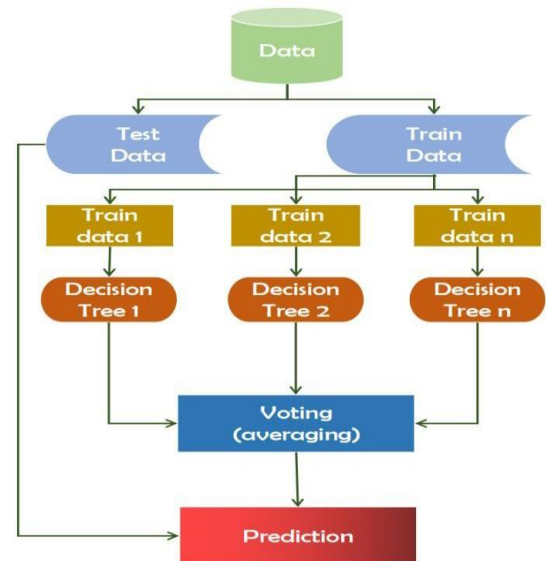 Data
Test
Data
Train
Data
Train
data 1
Train
data 2
Train
data n
Decision
Tree 1
Decision
Tree 2
Decision
Tree n
Voting
(averaging)
Prediction